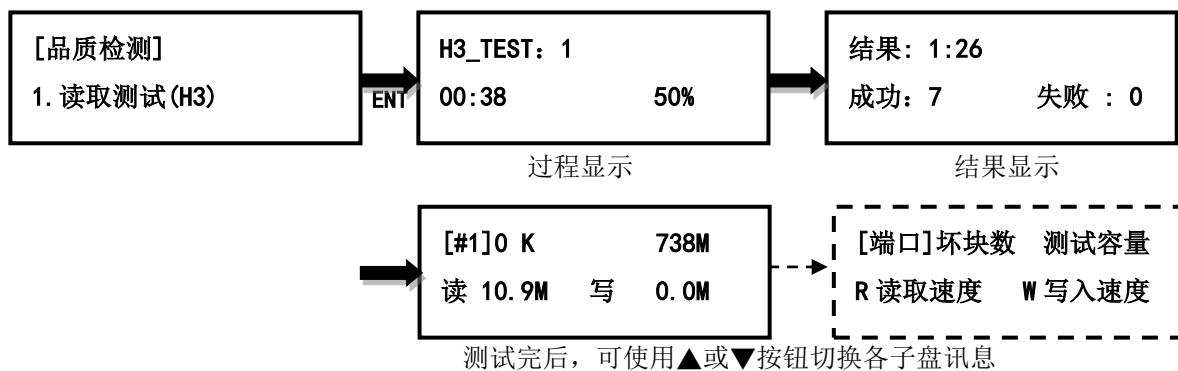 [品质检测]
1.读取测试(H3)
ENT
H3_TEST: 1
00:38 50%
过程显示
结果: 1:26
成功: 7 失败 : 0
结果显示
[#1]0 K 738M
读 10.9M 写 0.0M
[端口]坏块数 测试容量
R 读取速度 W 写入速度
测试完后，可使用▲或▼按钮切换各子盘讯息